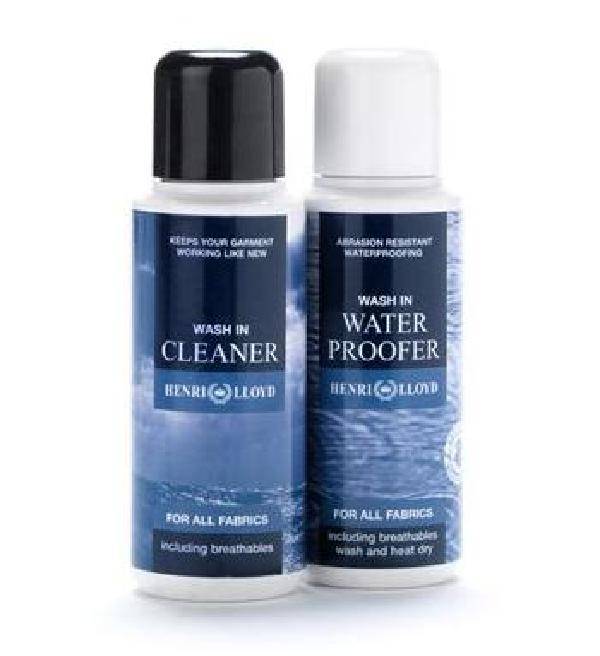 KEEPS YOUR GARMENT
WORKING LIKE NEW
WASH IN
CLEANER
HENRI LLOYD
FOR ALL FABRICS
including breathables
ABRASION RESISTANT
WATERPROOFING
WASH IN
WATER
PROOFER
HENRI LLOYD
FOR ALL FABRICS
including breathables
wash and heat dry